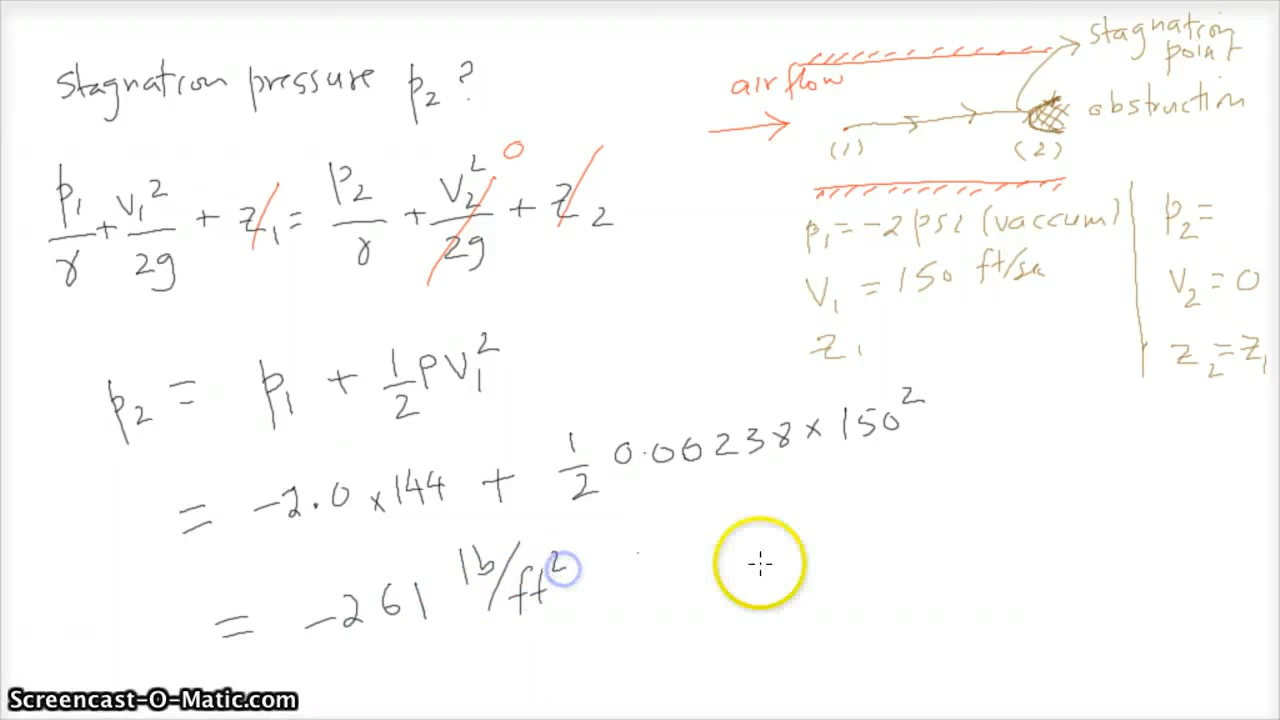 stagnation pressure p₂?
p₁/γ + v₁²/2g + z₁ = p₂/γ + v₂²/2g + z₂
0
p₂ = p₁ + 1/2 ρv₁²
= -2.0 × 144 + 1/2 0.00238 × 150²
= -261 lb/ft²
stagnation
point
air flow
obstruction
(1) (2)
p₁ = -2 psi (vaccum)
v₁ = 150 ft/sec
z₁
p₂ =
v₂ = 0
z₂ = z₁
Screencast-O-Matic.com